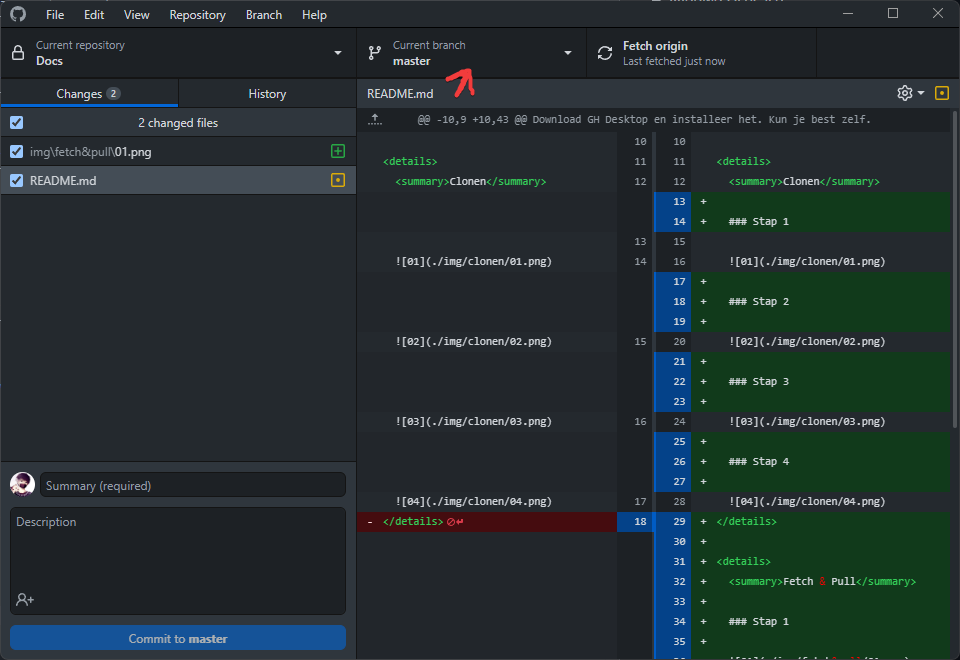 File Edit View Repository Branch Help
Current repository
Docs
Current branch
master
Fetch origin
Last fetched just now
Changes 2
History
2 changed files
img\fetch&pull\01.png
README.md
Summary (required)
Description
Commit to master
README.md
@@ -10,9 +10,43 @@ Download GH Desktop en installeer het. Kun je best zelf.
10 10
<details> 11 11 <details>
<summary>Clonen</summary> 12 12 <summary>Clonen</summary>
13 +
14 + ### Stap 1
13 15
![01](./img/clonen/01.png) 14 16 ![01](./img/clonen/01.png)
17 +
18 + ### Stap 2
19 +
![02](./img/clonen/02.png) 15 20 ![02](./img/clonen/02.png)
21 +
22 + ### Stap 3
23 +
![03](./img/clonen/03.png) 16 24 ![03](./img/clonen/03.png)
25 +
26 + ### Stap 4
27 +
![04](./img/clonen/04.png) 17 28 ![04](./img/clonen/04.png)
- </details> 18 29 + </details>
30 +
31 + <details>
32 + <summary>Fetch & Pull</summary>
33 +
34 + ### Stap 1
35 +